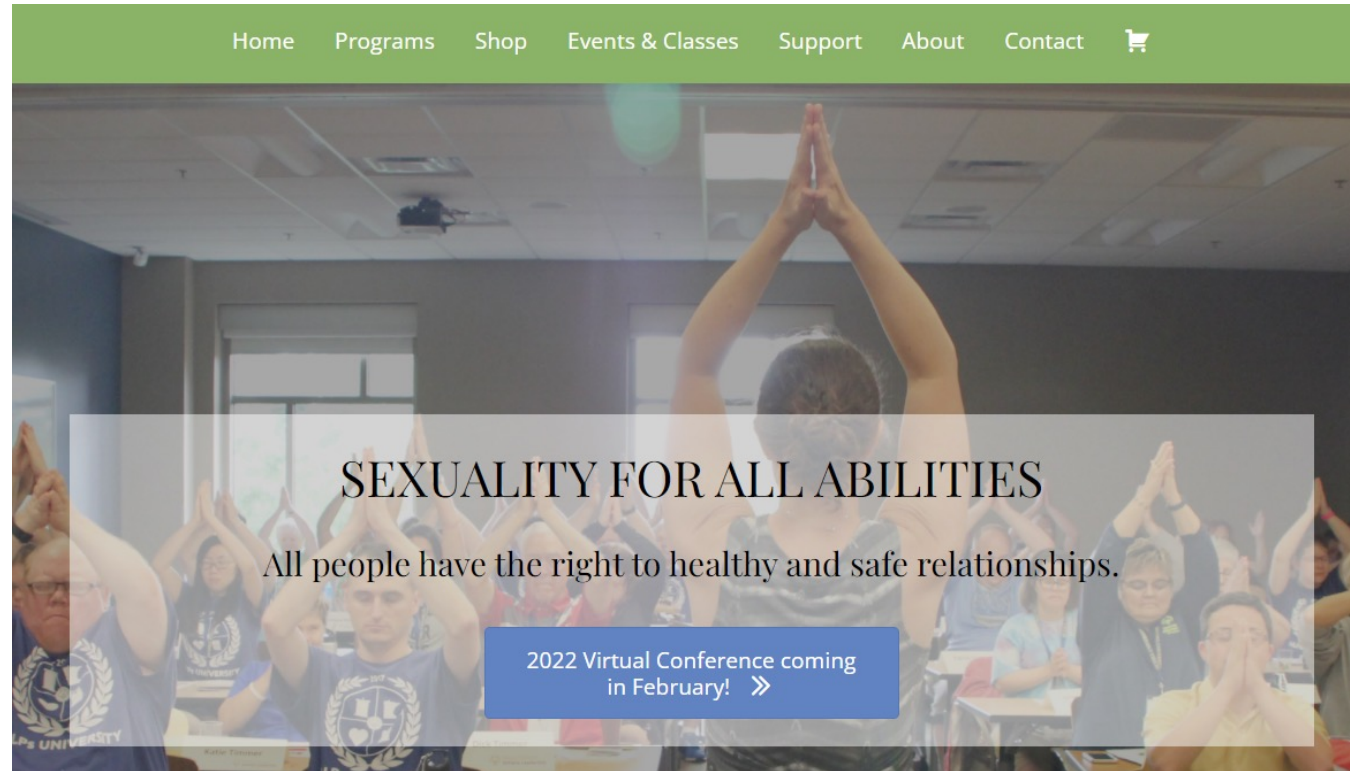 Home Programs Shop Events & Classes Support About Contact
SEXUALITY FOR ALL ABILITIES
All people have the right to healthy and safe relationships.
2022 Virtual Conference coming
in February!
UNIVERSITY